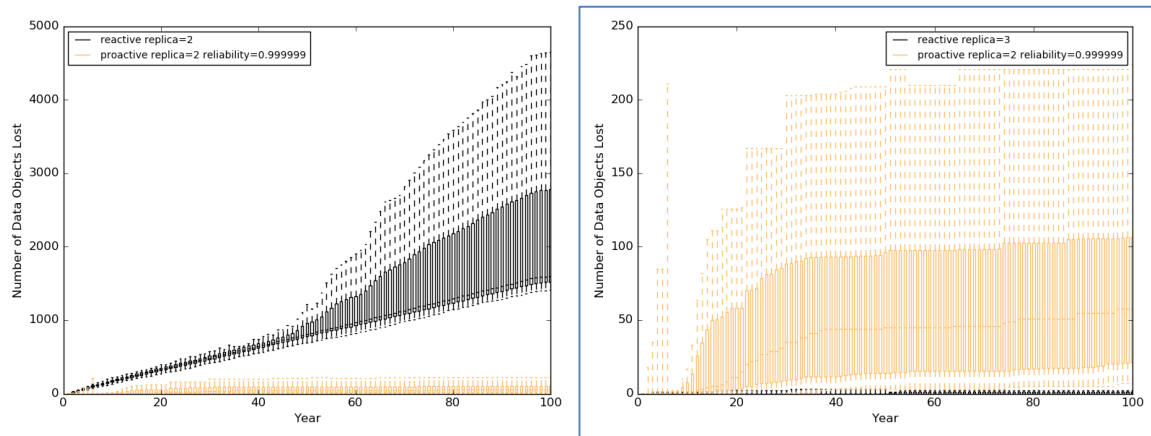 5000
4000
3000
2000
1000
0
Number of Data Objects Lost
reactive replica=2
proactive replica=2 reliability=0.999999
0 20 40 60 80 100
Year
250
200
150
100
50
0
Number of Data Objects Lost
reactive replica=3
proactive replica=2 reliability=0.999999
0 20 40 60 80 100
Year